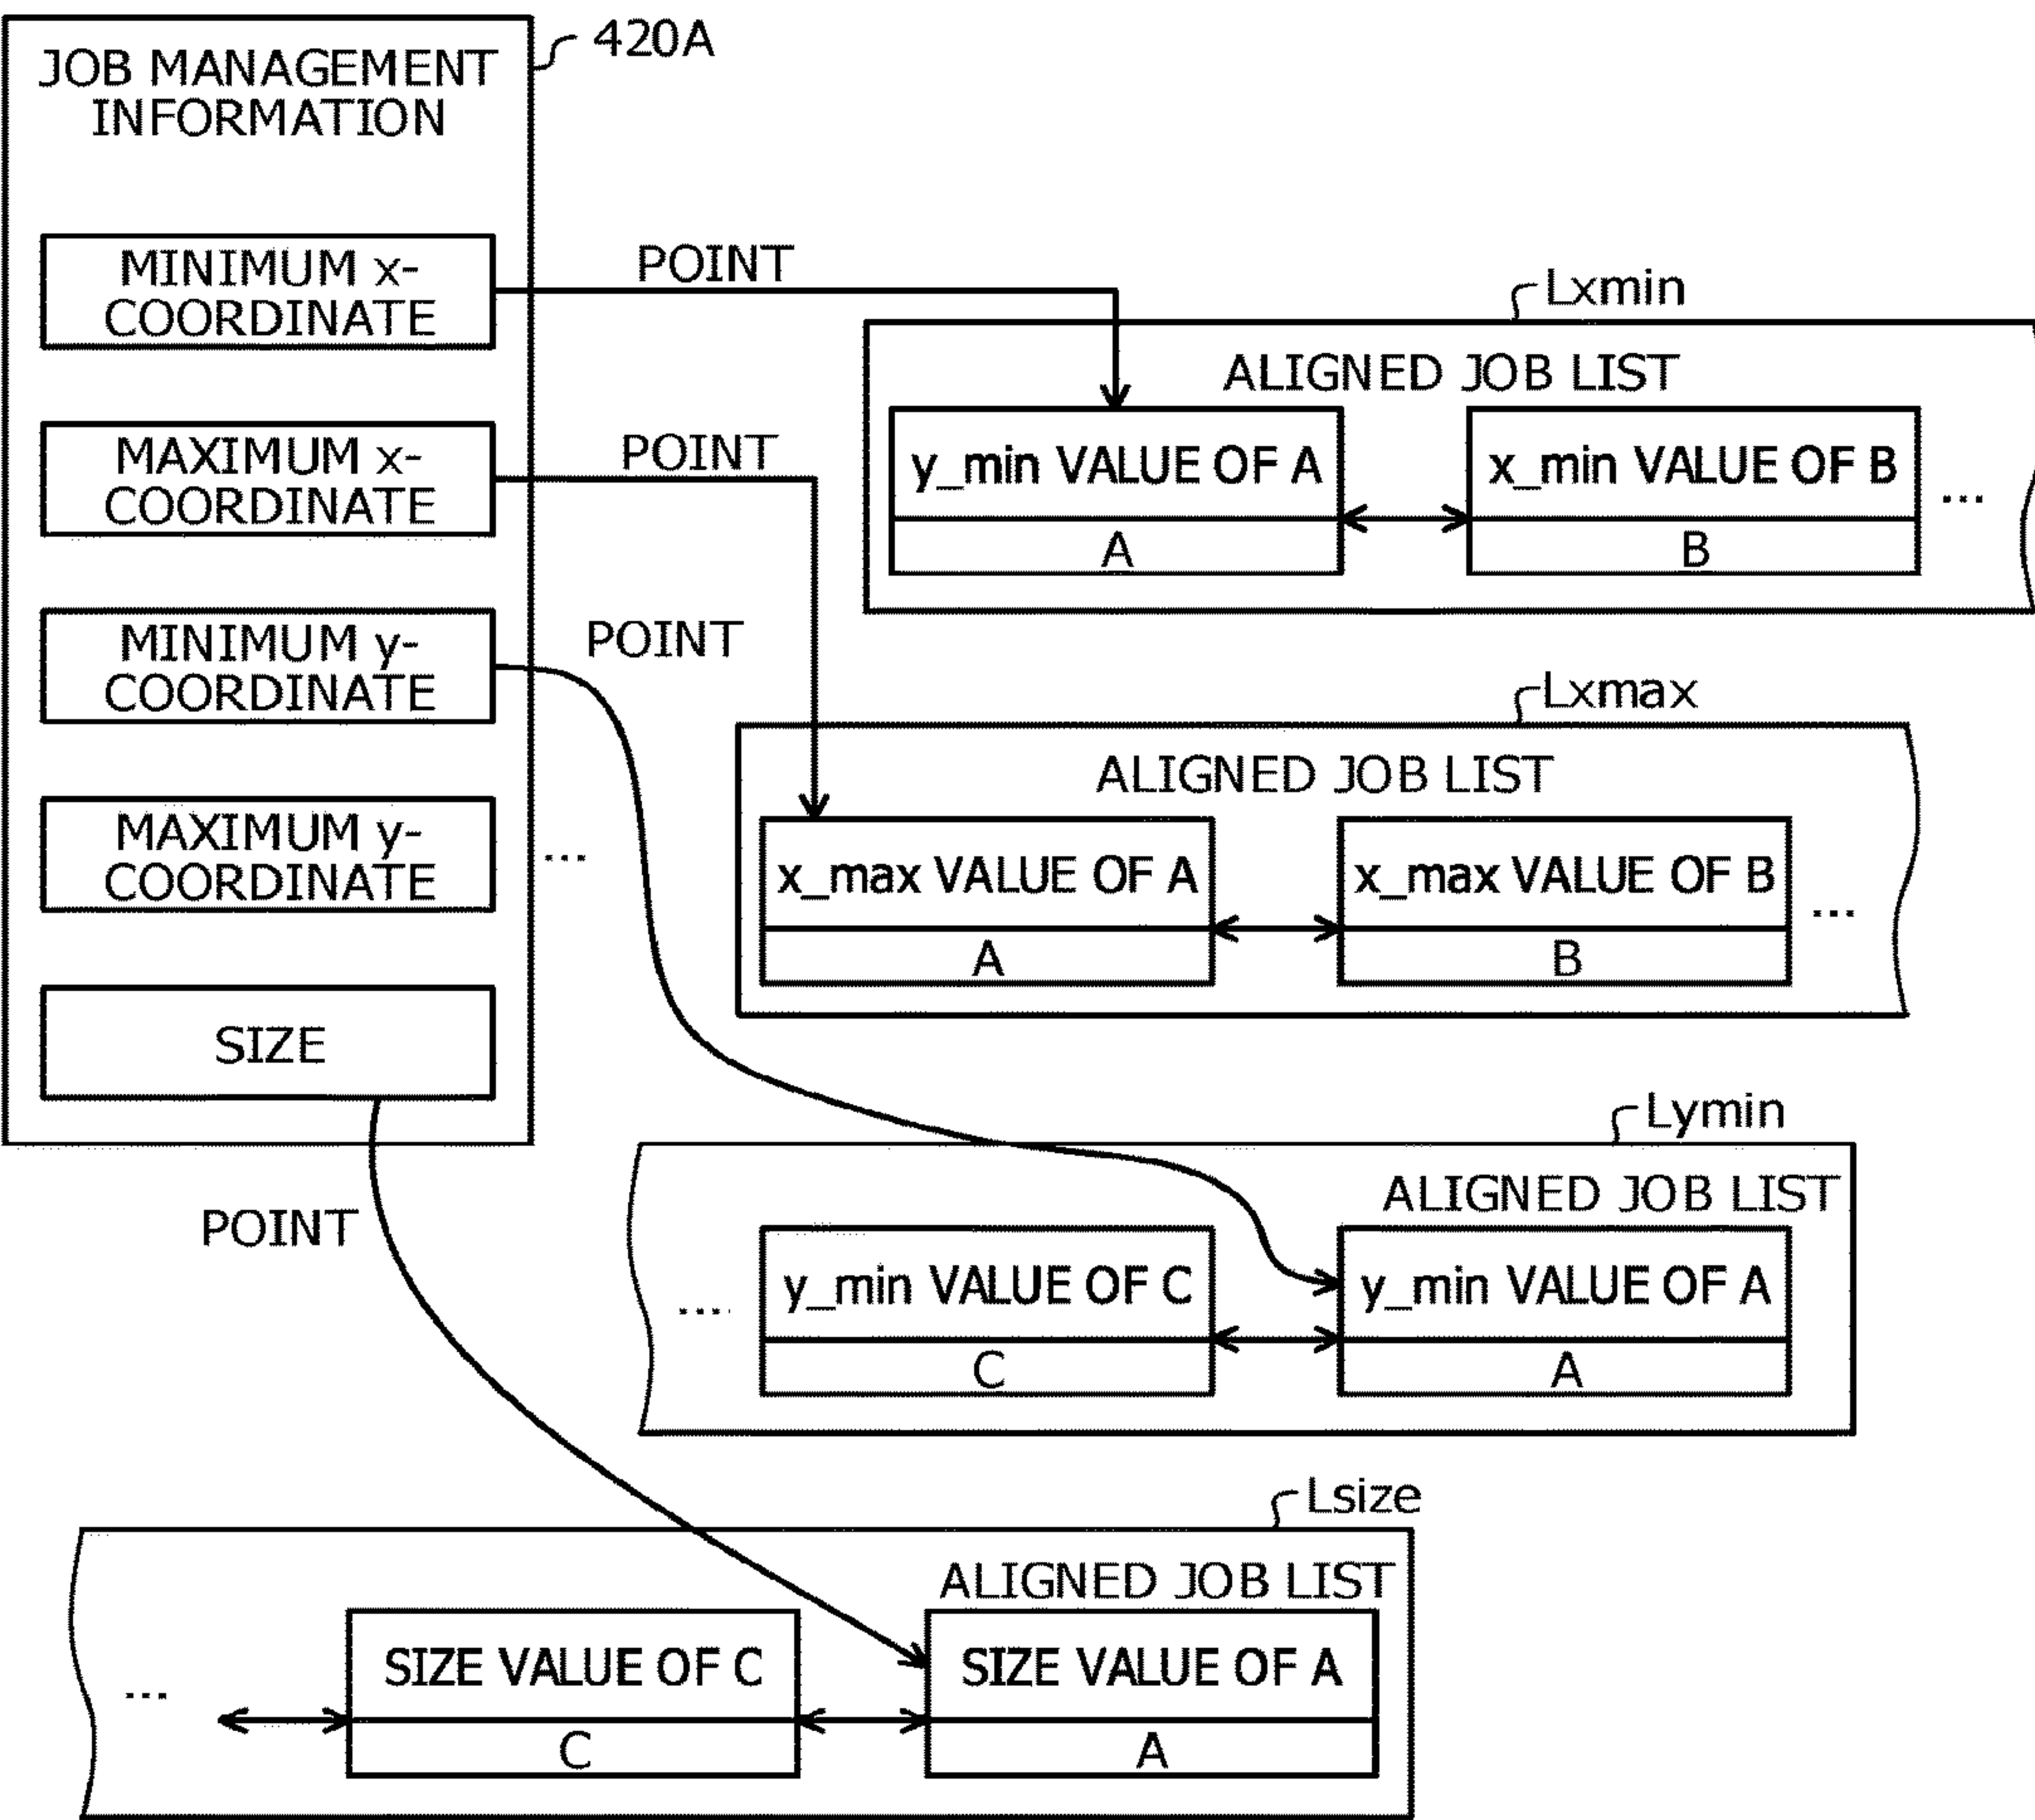 420A
JOB MANAGEMENT
INFORMATION
MINIMUM x-
COORDINATE
POINT
MAXIMUM x-
COORDINATE
POINT
MINIMUM y-
COORDINATE
POINT
MAXIMUM y-
COORDINATE
...
SIZE
POINT
Lxmin
ALIGNED JOB LIST
y_min VALUE OF A
A
x_min VALUE OF B
B
...
Lxmax
ALIGNED JOB LIST
x_max VALUE OF A
A
x_max VALUE OF B
B
...
Lymin
ALIGNED JOB LIST
...
y_min VALUE OF C
C
y_min VALUE OF A
A
Lsize
ALIGNED JOB LIST
...
SIZE VALUE OF C
C
SIZE VALUE OF A
A